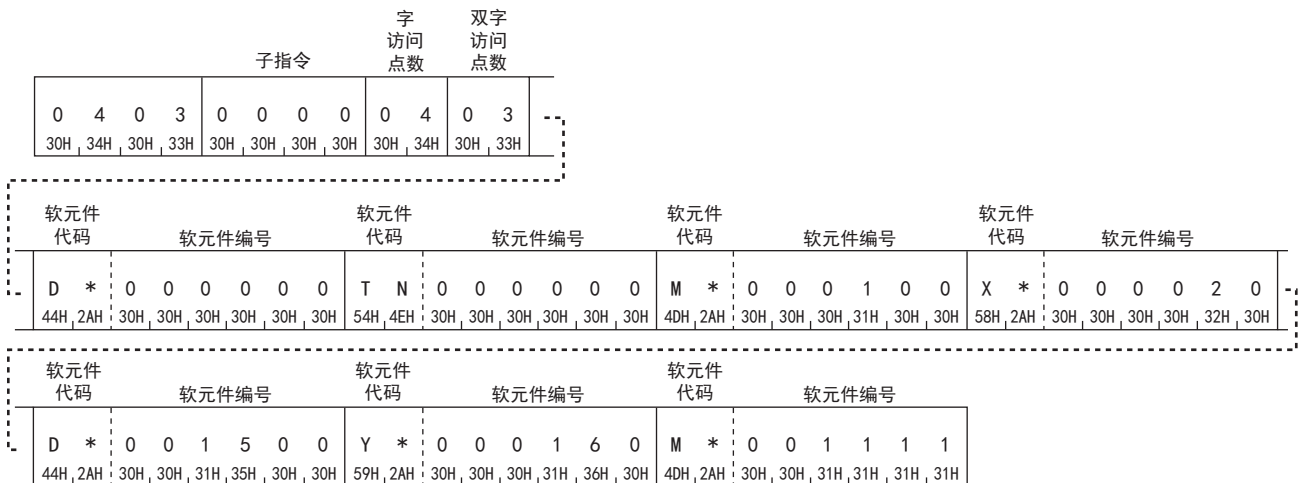 字 双字
访问 访问
子指令 点数 点数
0 4 0 3 0 0 0 0 0 4 0 3
30H 34H 30H 33H 30H 30H 30H 30H 30H 34H 30H 33H
软元件 软元件 软元件 软元件
代码 软元件编号 代码 软元件编号 代码 软元件编号 代码 软元件编号
D * 0 0 0 0 0 0 T N 0 0 0 0 0 0 M * 0 0 0 1 0 0 X * 0 0 0 0 2 0
44H 2AH 30H 30H 30H 30H 30H 30H 54H 4EH 30H 30H 30H 30H 30H 30H 4DH 2AH 30H 30H 30H 31H 30H 30H 58H 2AH 30H 30H 30H 30H 32H 30H
软元件 软元件 软元件
代码 软元件编号 代码 软元件编号 代码 软元件编号
D * 0 0 1 5 0 0 Y * 0 0 0 1 6 0 M * 0 0 1 1 1 1
44H 2AH 30H 30H 31H 35H 30H 30H 59H 2AH 30H 30H 30H 31H 36H 30H 4DH 2AH 30H 30H 31H 31H 31H 31H